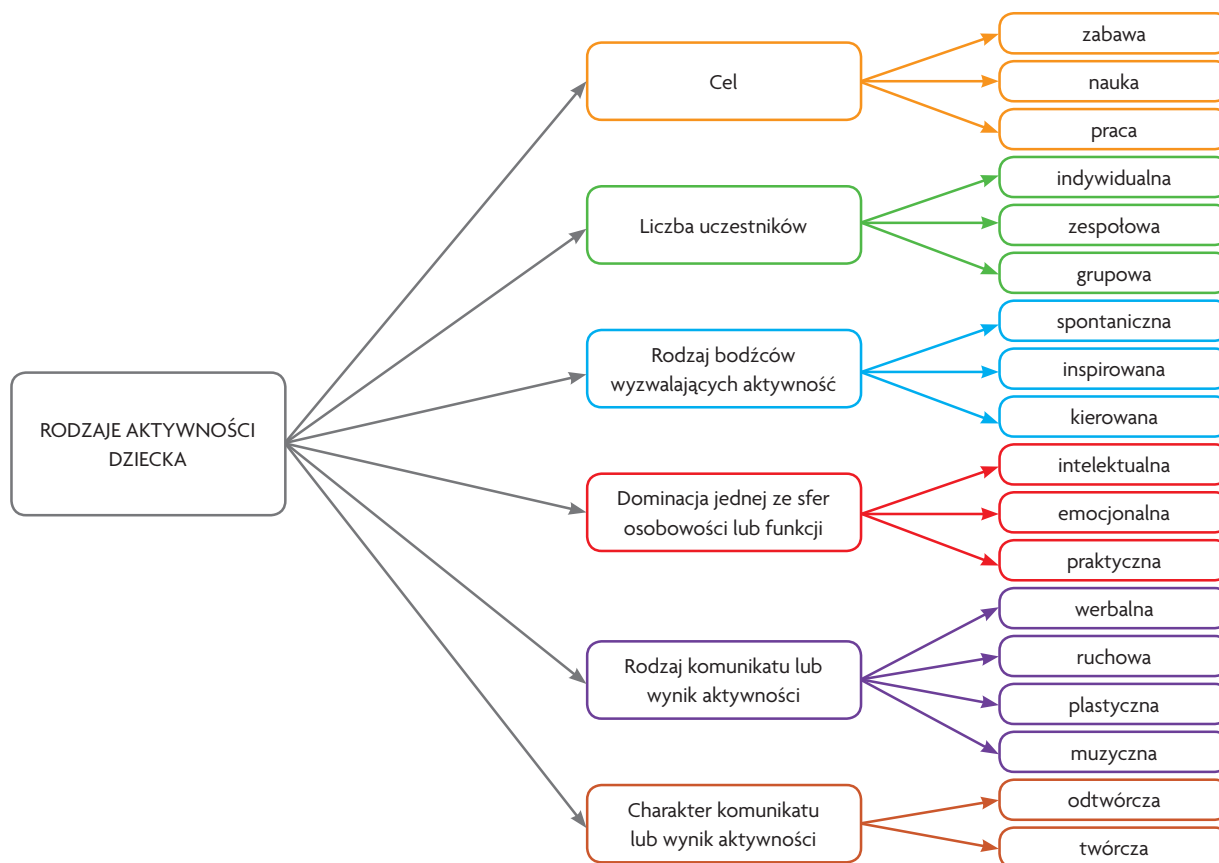 RODZAJE AKTYWNOŚCI
DZIECKA
Cel
zabawa
nauka
praca
Liczba uczestników
indywidualna
zespołowa
grupowa
Rodzaj bodźców
wyzwalających aktywność
spontaniczna
inspirowana
kierowana
Dominacja jednej ze sfer
osobowości lub funkcji
intelektualna
emocjonalna
praktyczna
Rodzaj komunikatu lub
wynik aktywności
werbalna
ruchowa
plastyczna
muzyczna
Charakter komunikatu
lub wynik aktywności
odtwórcza
twórcza